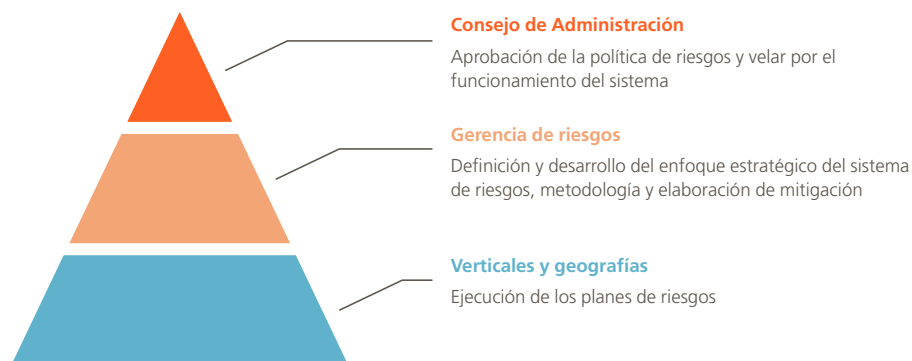 Consejo de Administración
Aprobación de la política de riesgos y velar por el
funcionamiento del sistema
Gerencia de riesgos
Definición y desarrollo del enfoque estratégico del sistema
de riesgos, metodología y elaboración de mitigación
Verticales y geografías
Ejecución de los planes de riesgos